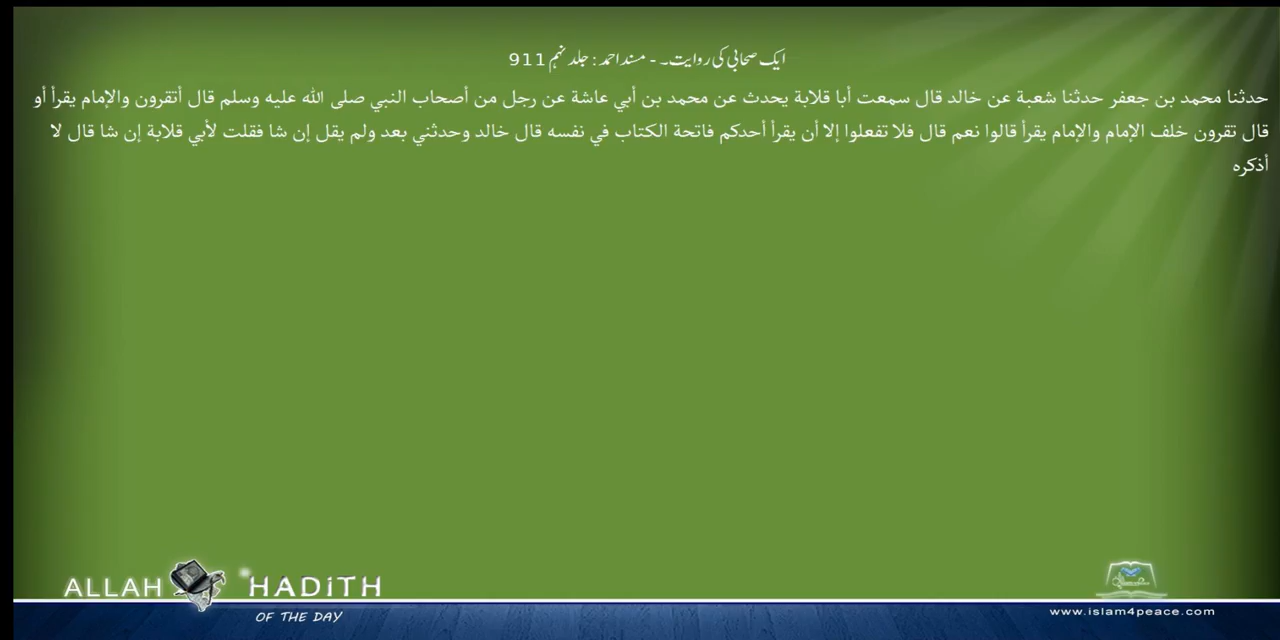 ایک صحابی کی روایت۔ - مسند احمد : جلد نہم 911
حدثنا محمد بن جعفر حدثنا شعبة عن خالد قال سمعت أبا قلابة يحدث عن محمد بن أبي عاشة عن رجل من أصحاب النبي صلى الله عليه وسلم قال أتقرون والإمام يقرأ أو
قال تقرون خلف الإمام والإمام يقرأ قالوا نعم قال فلا تفعلوا إلا أن يقرأ أحدكم فاتحة الكتاب في نفسه قال خالد وحدثني بعد ولم يقل إن شا فقلت لأبي قلابة إن شا قال لا
أذكره
ALLAH HADITH
OF THE DAY
www.islam4peace.com